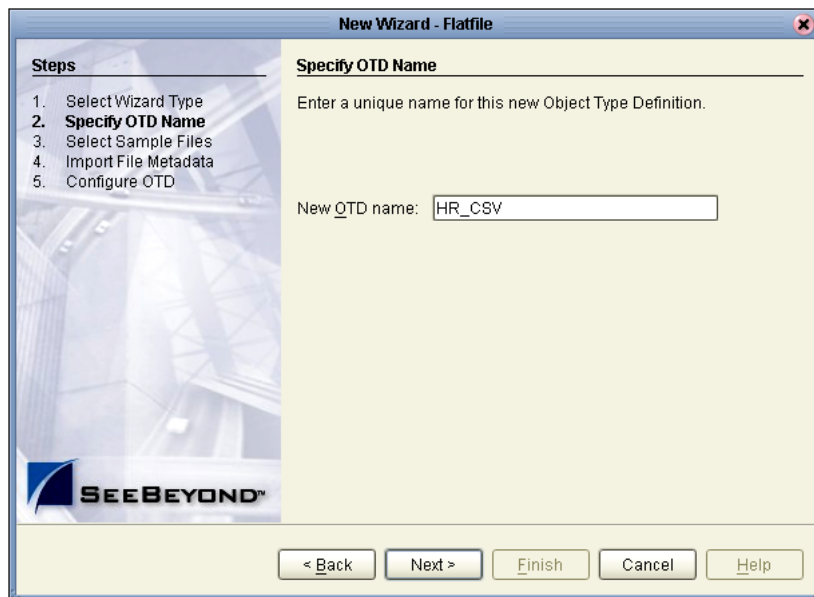 New Wizard - Flatfile
Steps
1. Select Wizard Type
2. Specify OTD Name
3. Select Sample Files
4. Import File Metadata
5. Configure OTD
Specify OTD Name
Enter a unique name for this new Object Type Definition.
New OTD name: HR_CSV
SEEBEYOND™
< Back Next > Finish Cancel Help